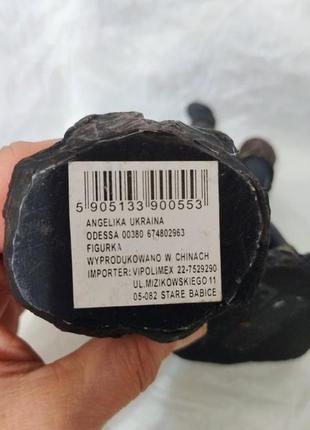 5 905133 900553
ANGELIKA UKRAINA
ODESSA 00380 674802963
FIGURKA
WYPRODUKOWANO W CHINACH
IMPORTER: VIPOLIMEX 22-7529290
UL.MIZIKOWSKIEGO 11
05-082 STARE BABICE